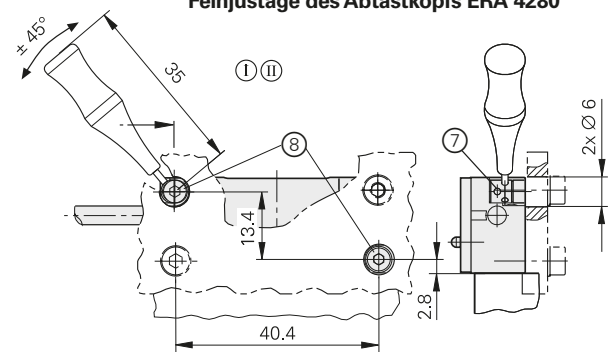 Feinjustage des Abtastkopfs ERA 4280
± 45°
35
I II
8
7
2x Ø 6
13.4
2.8
40.4